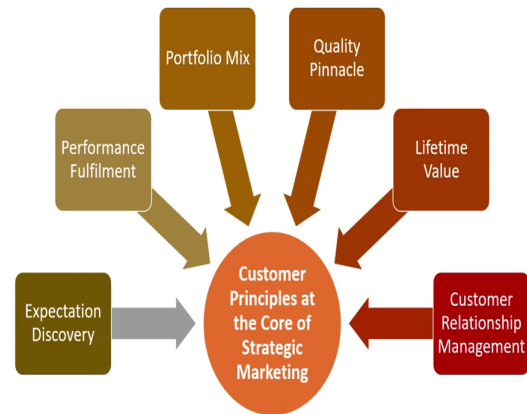 Portfolio Mix
Quality
Pinnacle
Performance
Fulfilment
Lifetime
Value
Expectation
Discovery
Customer
Principles at
the Core of
Strategic
Marketing
Customer
Relationship
Management